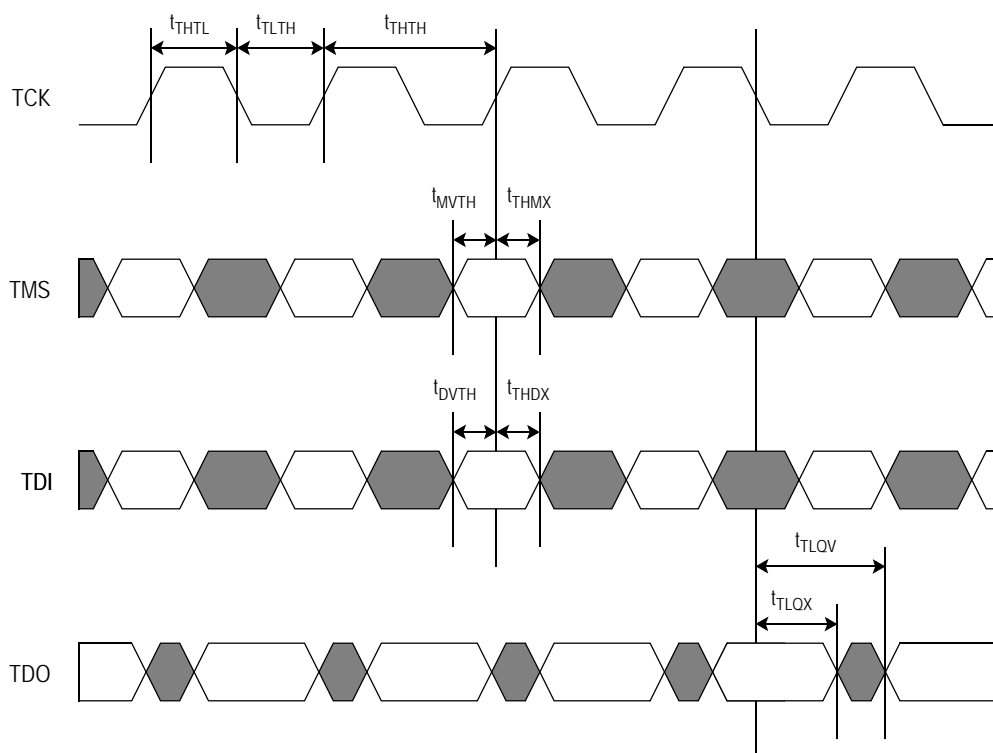 tTHTL tTLTH tTHTH
TCK
tMVTH tTHMX
TMS
tDVTH tTHDX
TDI
tTLQV
tTLQX
TDO